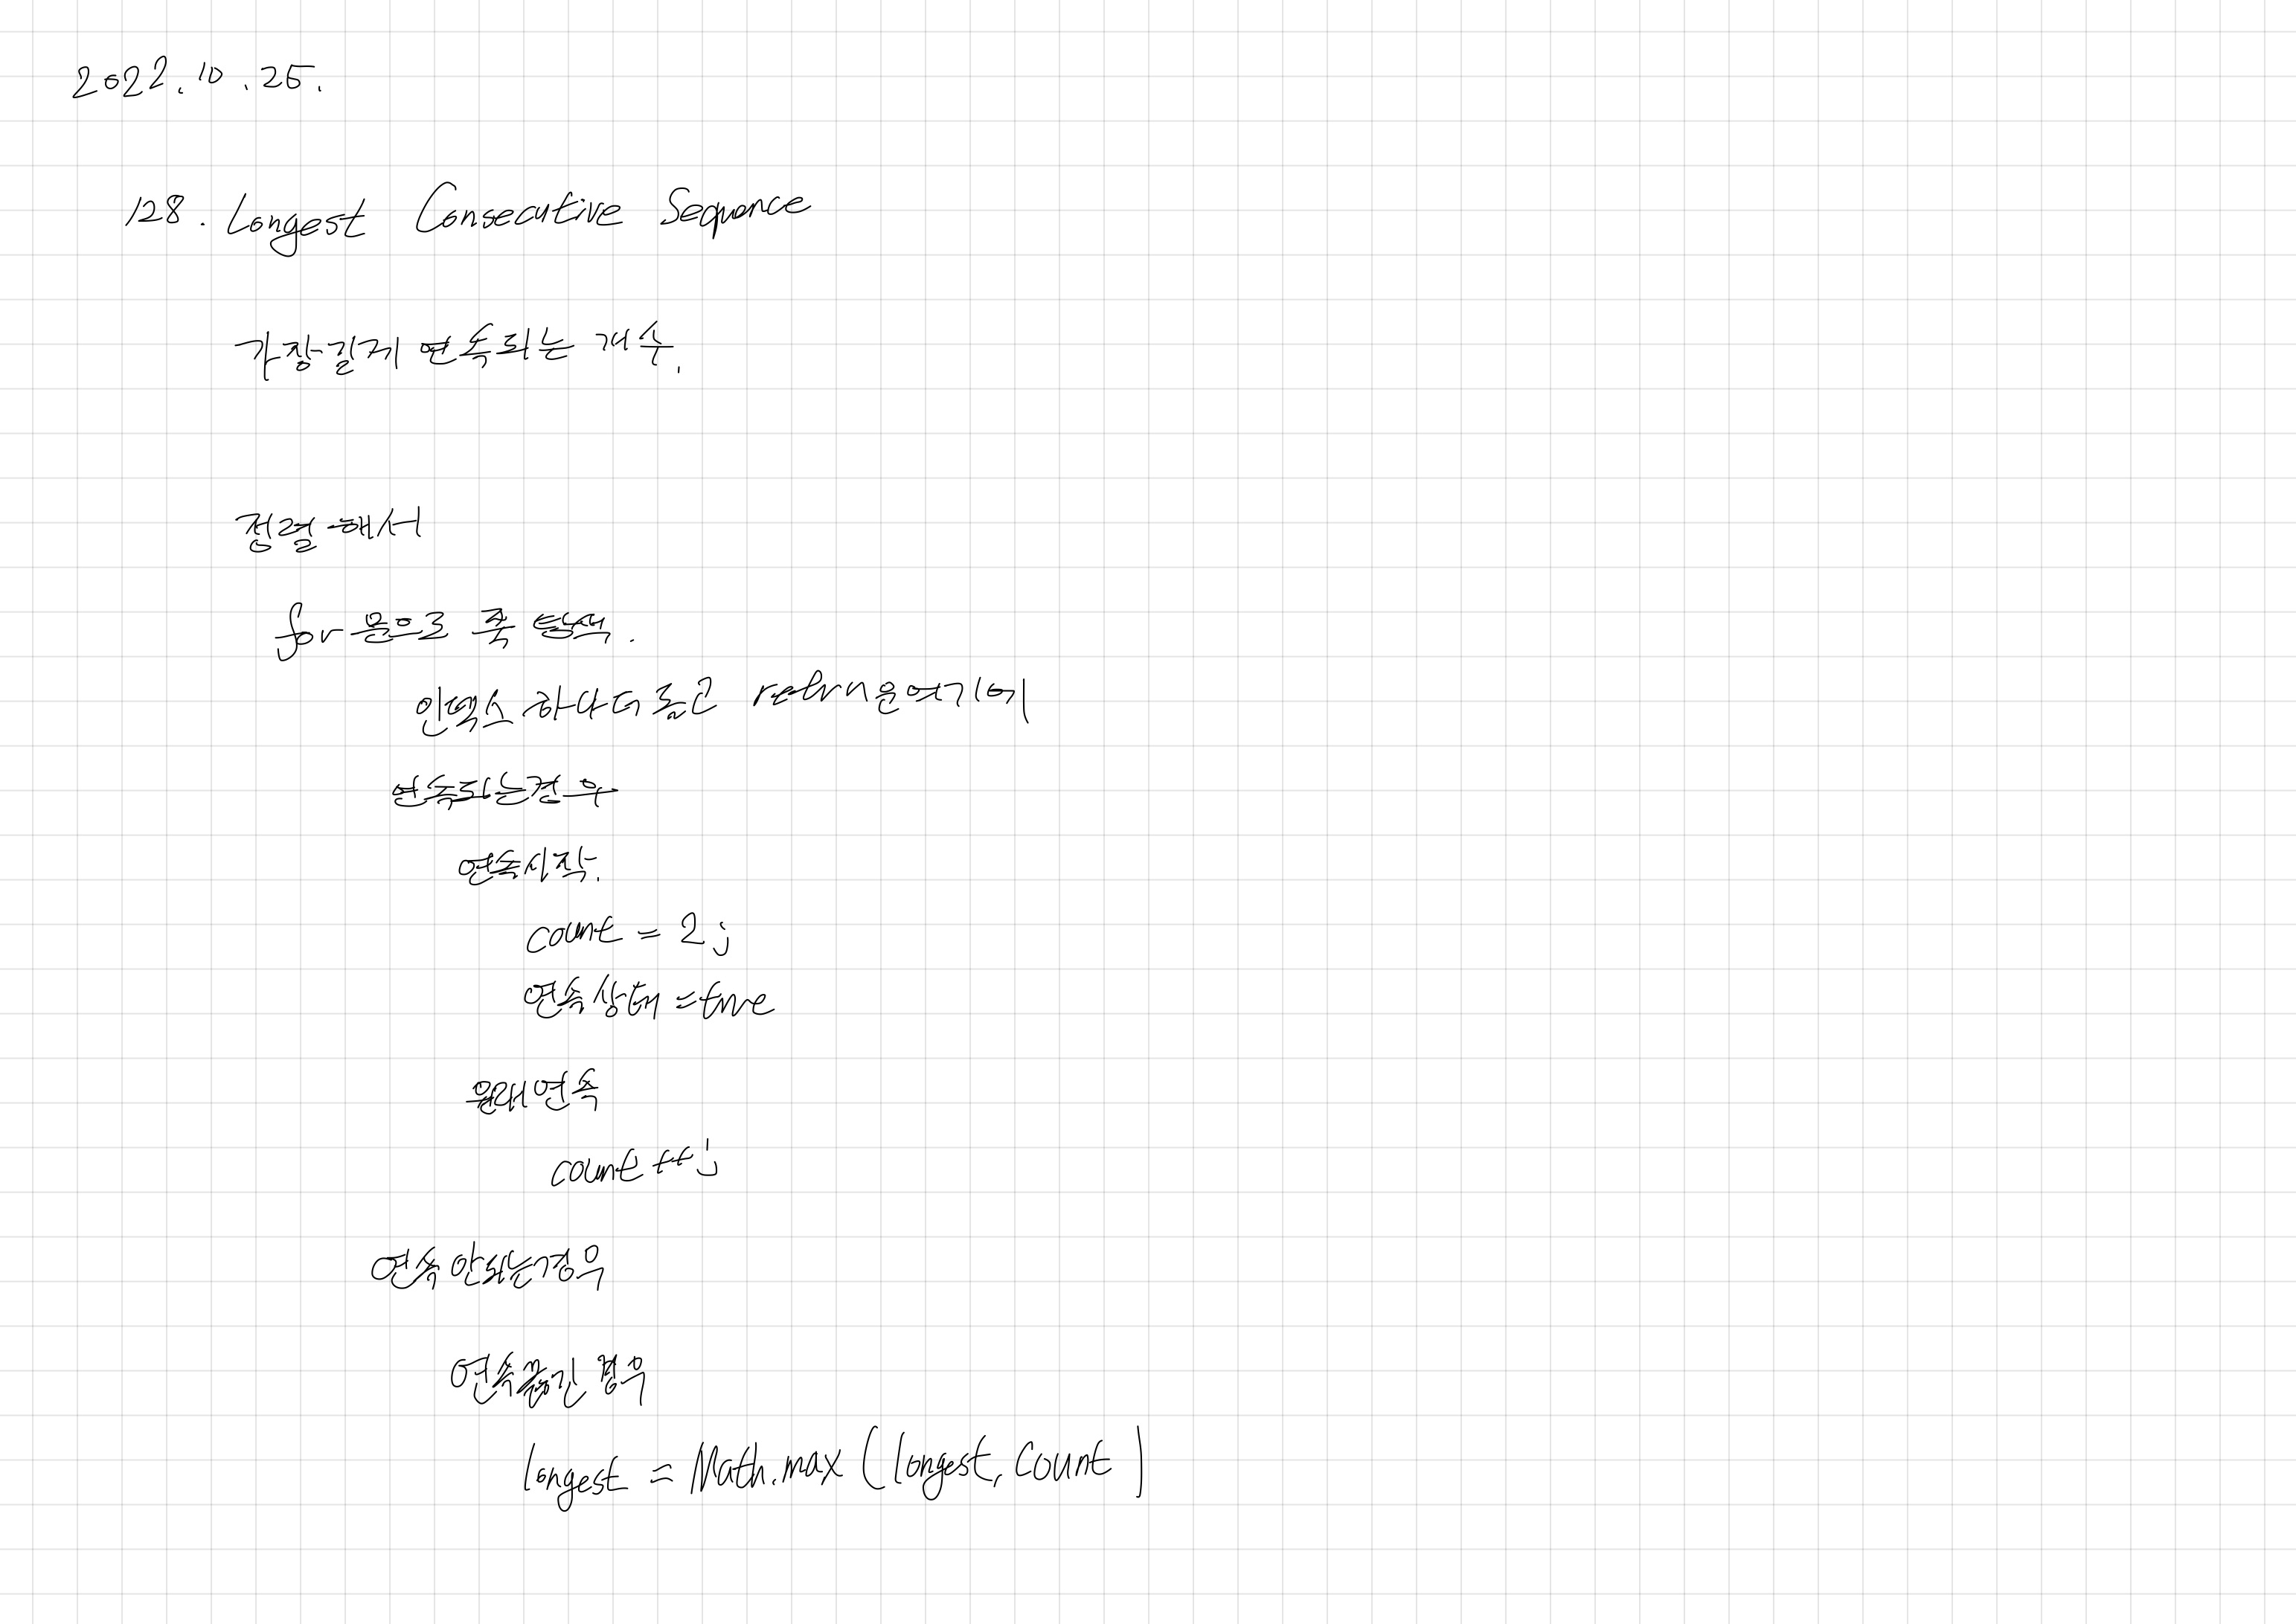 2022.10.25.
128. Longest Consecutive Sequence
가장길게 연속되는 개수.
정렬해서
for문으로 쭉 탐색.
인덱스 하나더 돌고 return은여기에
연속되는경우
연속시작.
count = 2;
연속상태 = true
원래연속
count++;
연속안되는경우
연속끊긴경우
longest = Math.max(longest, count)